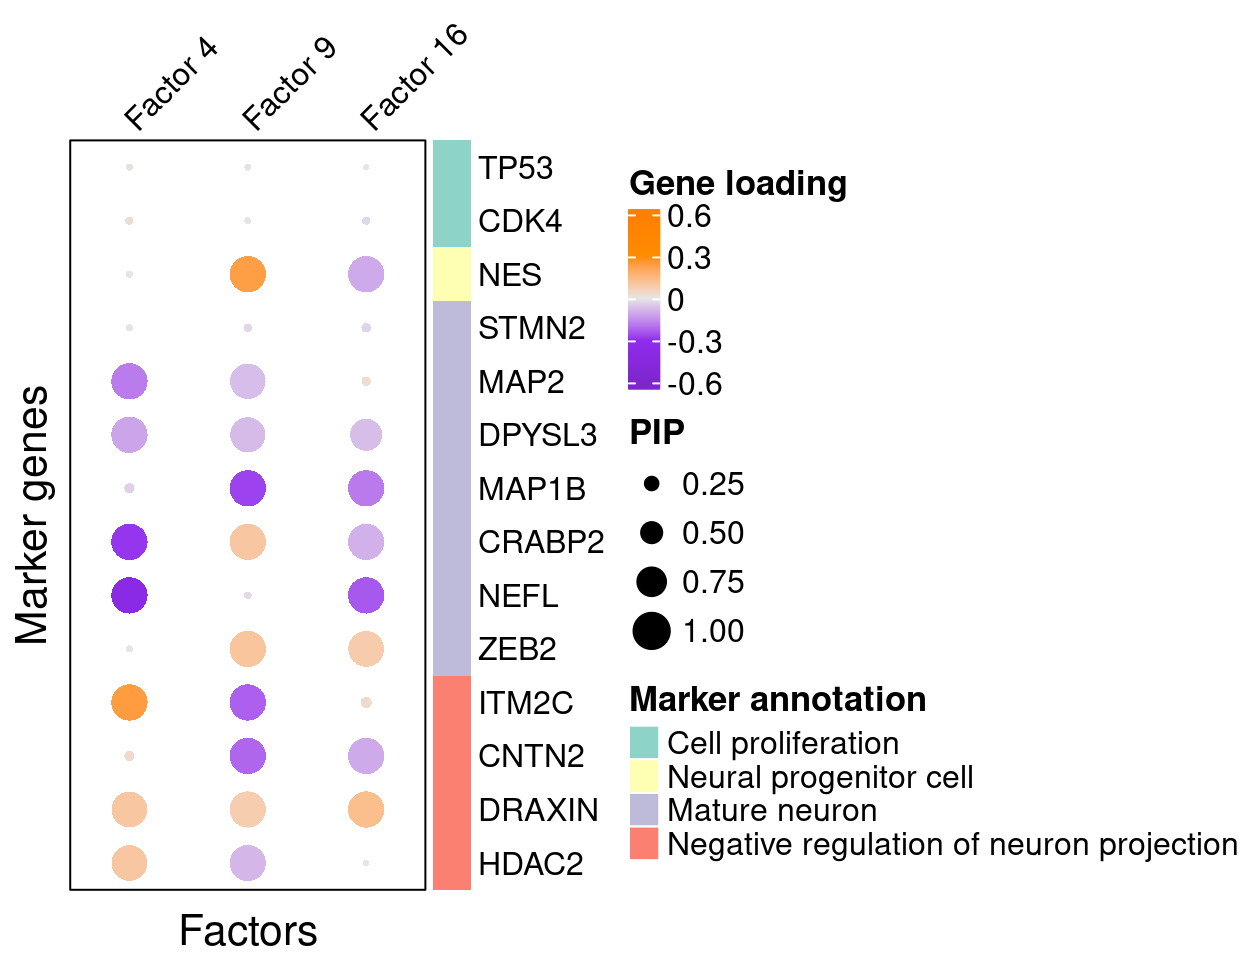 Factor 4
Factor 9
Factor 16
TP53
CDK4
NES
STMN2
MAP2
DPYSL3
MAP1B
CRABP2
NEFL
ZEB2
ITM2C
CNTN2
DRAXIN
HDAC2
Marker genes
Factors
Gene loading
0.6
0.3
0
-0.3
-0.6
PIP
0.25
0.50
0.75
1.00
Marker annotation
Cell proliferation
Neural progenitor cell
Mature neuron
Negative regulation of neuron projection